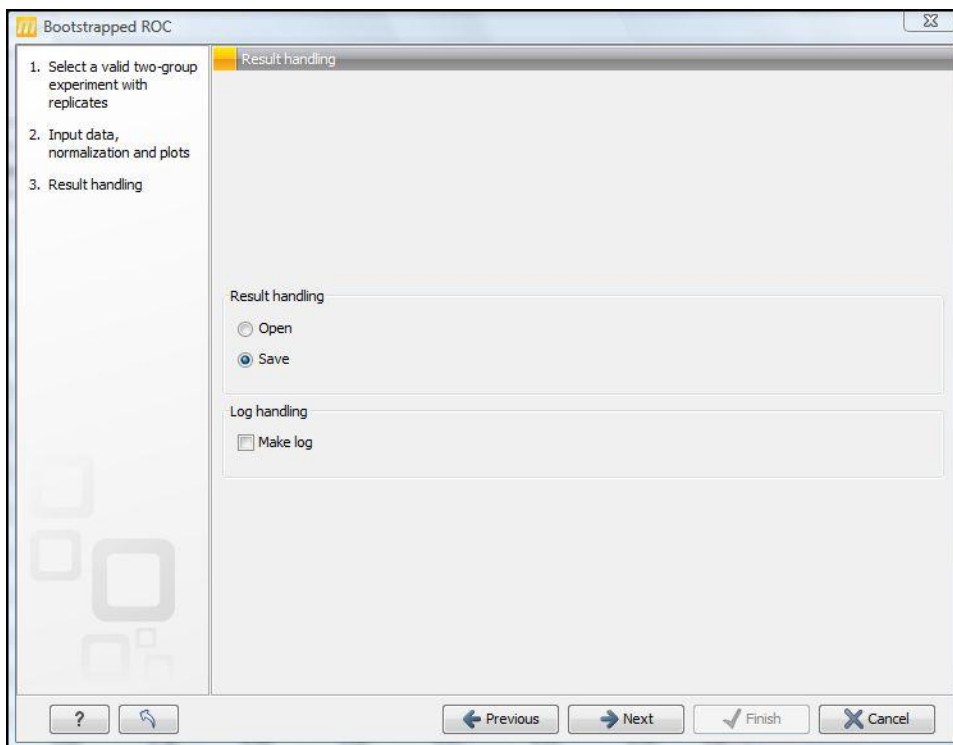 Bootstrapped ROC
1. Select a valid two-group
experiment with
replicates
2. Input data,
normalization and plots
3. Result handling
Result handling
Result handling
Open
Save
Log handling
Make log
?
Previous
Next
Finish
Cancel